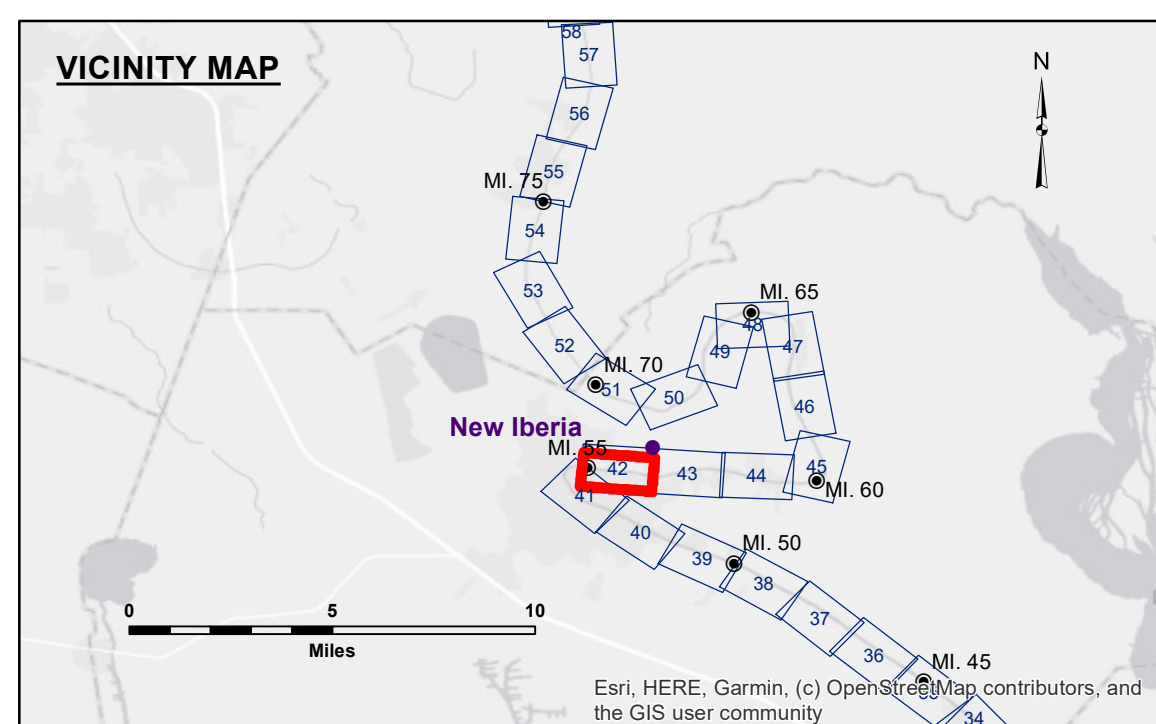 VICINITY MAP
58
57
N
56
55
MI. 75
54
53
MI. 65
48
47
52
49
MI. 70
51
50
46
New Iberia
MI. 55
42
43
44
45
MI. 60
41
40
39
MI. 50
38
37
36
MI. 45
34
0 5 10
Miles
Esri, HERE, Garmin, (c) OpenStreetMap contributors, and
the GIS user community